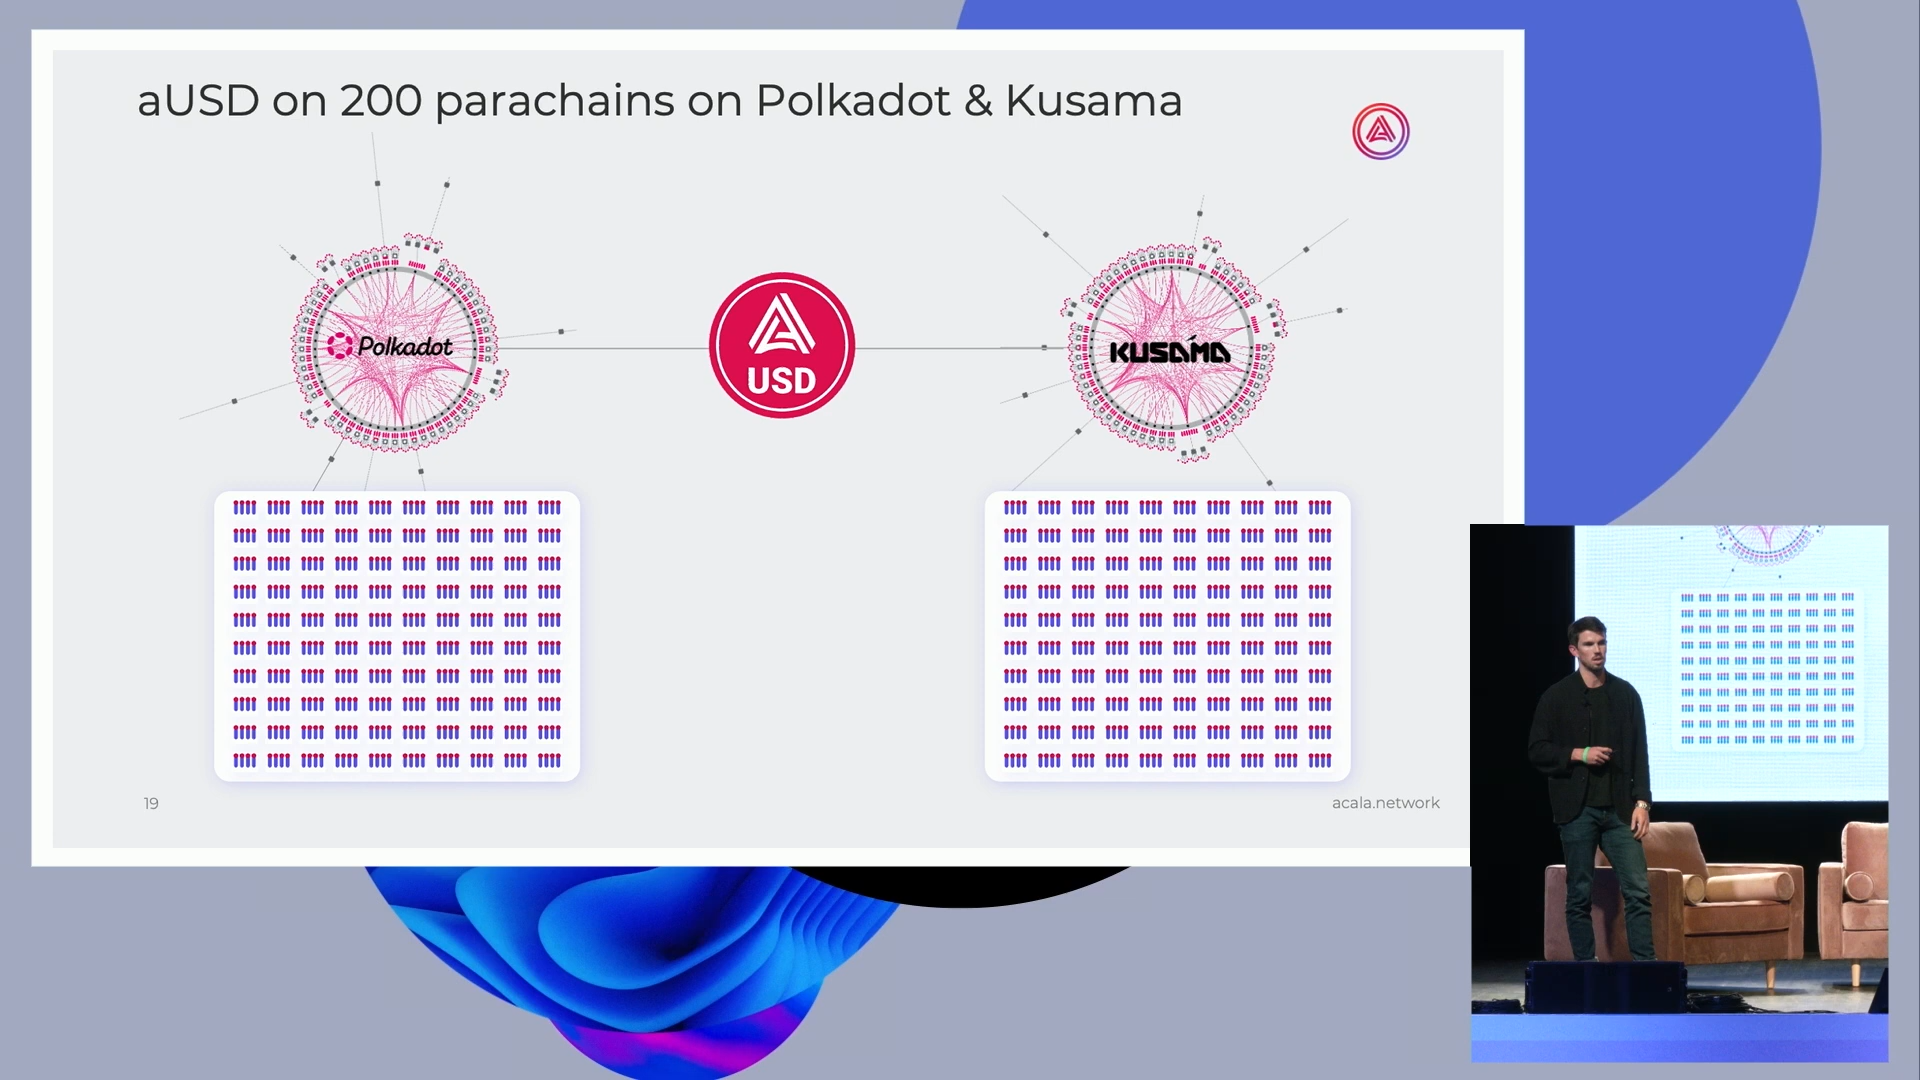 aUSD on 200 parachains on Polkadot & Kusama
Polkadot
USD
KUSAMA
19
acala.network